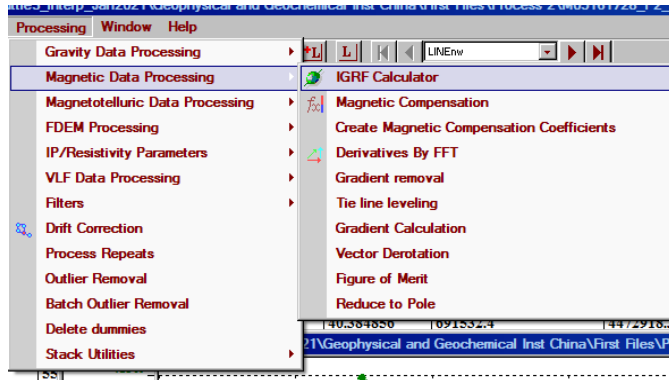 Processing Window Help
LINEnw
Gravity Data Processing
Magnetic Data Processing
Magnetotelluric Data Processing
FDEM Processing
IP/Resistivity Parameters
VLF Data Processing
Filters
Drift Correction
Process Repeats
Outlier Removal
Batch Outlier Removal
Delete dummies
Stack Utilities
IGRF Calculator
Magnetic Compensation
Create Magnetic Compensation Coefficients
Derivatives By FFT
Gradient removal
Tie line leveling
Gradient Calculation
Vector Derotation
Figure of Merit
Reduce to Pole
40.384856 691532.4 4472918.
21\Geophysical and Geochemical Inst China\First Files\P